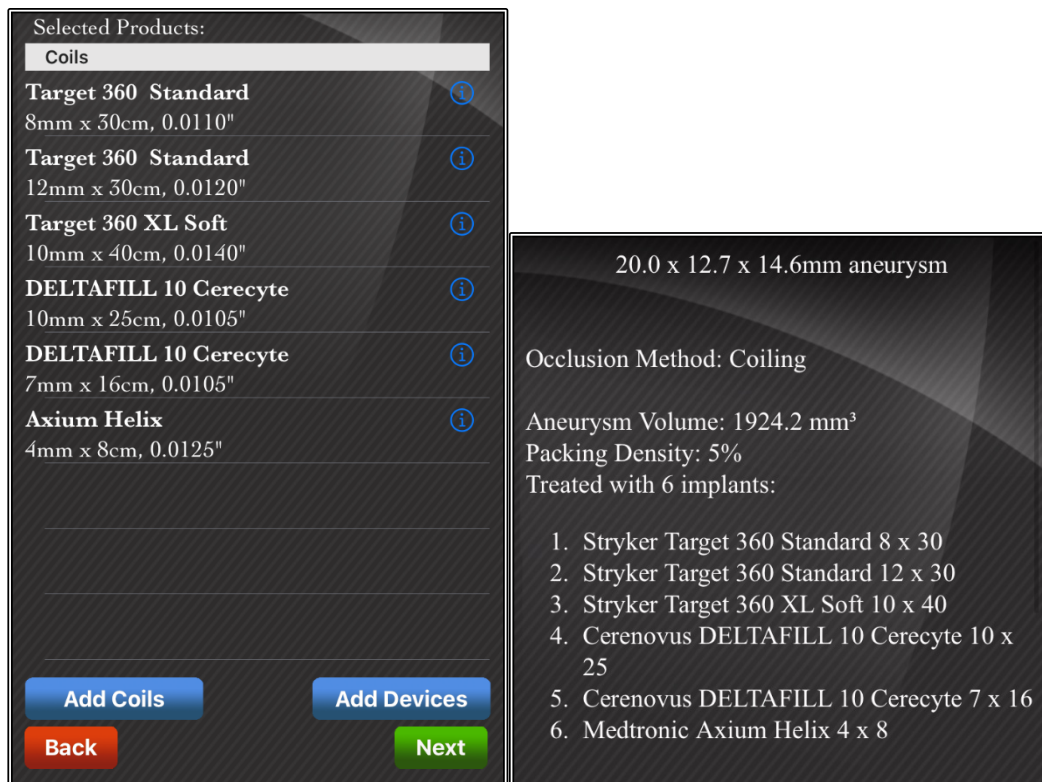 Selected Products:
Coils
Target 360  Standard
8mm x 30cm, 0.0110"
Target 360  Standard
12mm x 30cm, 0.0120"
Target 360 XL Soft
10mm x 40cm, 0.0140"
DELTAFILL 10 Cerecyte
10mm x 25cm, 0.0105"
DELTAFILL 10 Cerecyte
7mm x 16cm, 0.0105"
Axium Helix
4mm x 8cm, 0.0125"
Add Coils
Add Devices
Back
Next
20.0 x 12.7 x 14.6mm aneurysm
Occlusion Method: Coiling
Aneurysm Volume: 1924.2 mm³
Packing Density: 5%
Treated with 6 implants:
1. Stryker Target 360 Standard 8 x 30
2. Stryker Target 360 Standard 12 x 30
3. Stryker Target 360 XL Soft 10 x 40
4. Cerenovus DELTAFILL 10 Cerecyte 10 x
25
5. Cerenovus DELTAFILL 10 Cerecyte 7 x 16
6. Medtronic Axium Helix 4 x 8